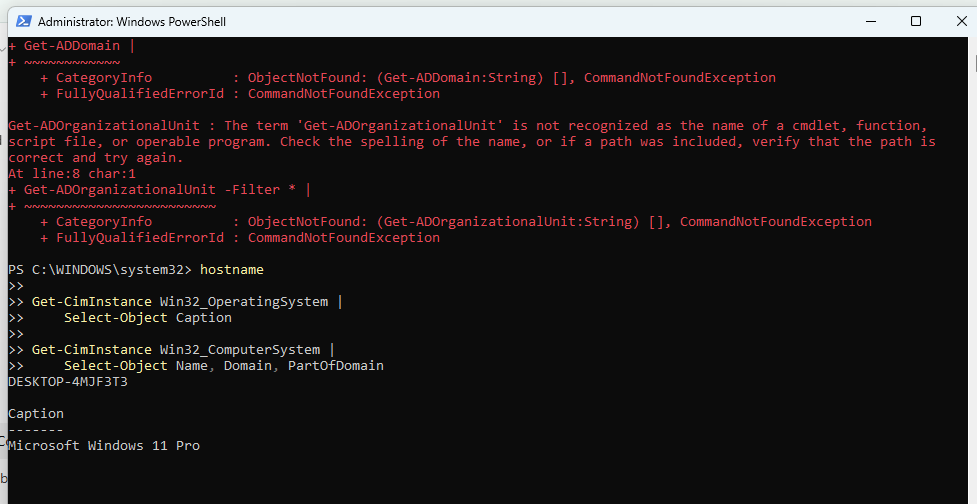 Administrator: Windows PowerShell
+ Get-ADDomain |
+ ~~~~~~~~~~~~
    + CategoryInfo          : ObjectNotFound: (Get-ADDomain:String) [], CommandNotFoundException
    + FullyQualifiedErrorId : CommandNotFoundException

Get-ADOrganizationalUnit : The term 'Get-ADOrganizationalUnit' is not recognized as the name of a cmdlet, function,
script file, or operable program. Check the spelling of the name, or if a path was included, verify that the path is
correct and try again.
At line:8 char:1
+ Get-ADOrganizationalUnit -Filter * |
+ ~~~~~~~~~~~~~~~~~~~~~~~~
    + CategoryInfo          : ObjectNotFound: (Get-ADOrganizationalUnit:String) [], CommandNotFoundException
    + FullyQualifiedErrorId : CommandNotFoundException

PS C:\WINDOWS\system32> hostname
>>
>> Get-CimInstance Win32_OperatingSystem |
>>     Select-Object Caption
>>
>> Get-CimInstance Win32_ComputerSystem |
>>     Select-Object Name, Domain, PartOfDomain
DESKTOP-4MJF3T3

Caption
-------
Microsoft Windows 11 Pro